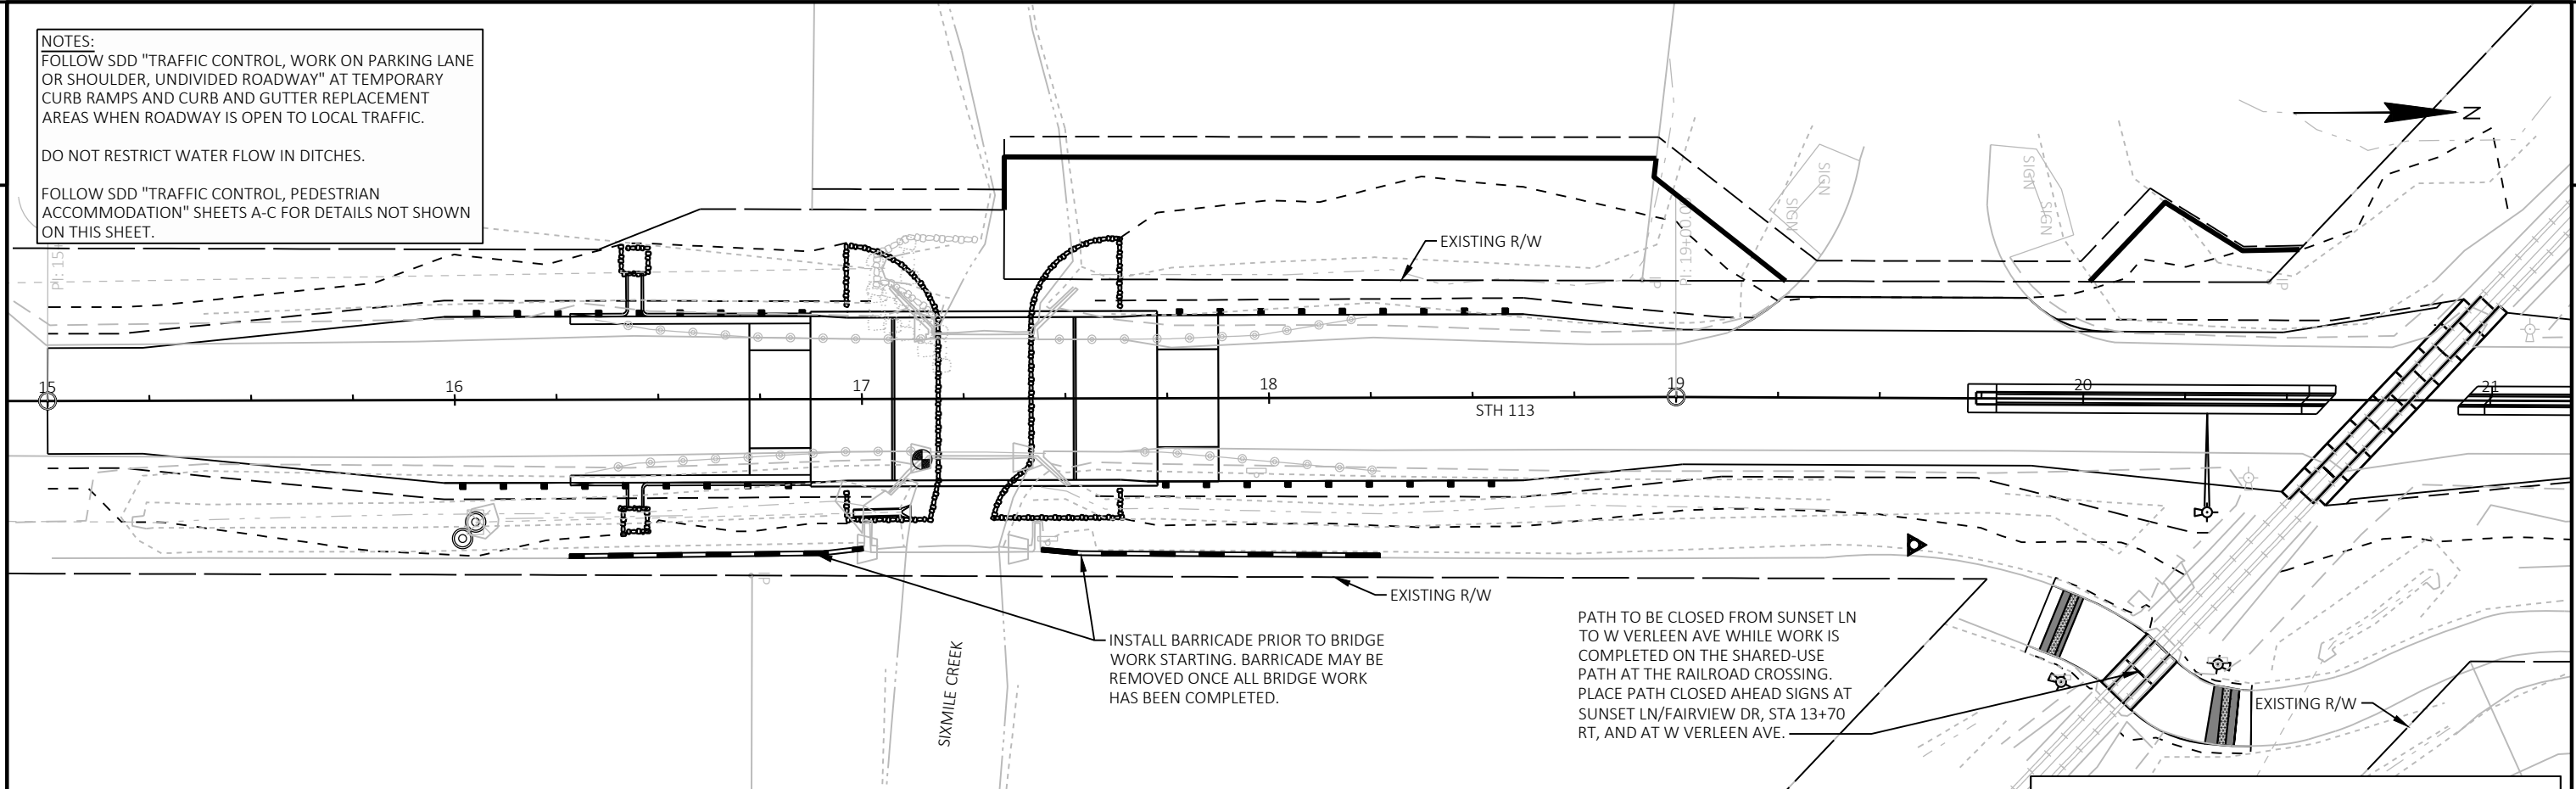 NOTES:
FOLLOW SDD "TRAFFIC CONTROL, WORK ON PARKING LANE
OR SHOULDER, UNDIVIDED ROADWAY" AT TEMPORARY
CURB RAMPS AND CURB AND GUTTER REPLACEMENT
AREAS WHEN ROADWAY IS OPEN TO LOCAL TRAFFIC.
DO NOT RESTRICT WATER FLOW IN DITCHES.
FOLLOW SDD "TRAFFIC CONTROL, PEDESTRIAN
ACCOMMODATION" SHEETS A-C FOR DETAILS NOT SHOWN
ON THIS SHEET.
N
SIGN
SIGN
SIGN
SIGN
EXISTING R/W
PI: 15
PI: 19+00.0
15
16
17
18
19
20
21
STH 113
EXISTING R/W
INSTALL BARRICADE PRIOR TO BRIDGE
WORK STARTING. BARRICADE MAY BE
REMOVED ONCE ALL BRIDGE WORK
HAS BEEN COMPLETED.
SIXMILE CREEK
PATH TO BE CLOSED FROM SUNSET LN
TO W VERLEEN AVE WHILE WORK IS
COMPLETED ON THE SHARED-USE
PATH AT THE RAILROAD CROSSING.
PLACE PATH CLOSED AHEAD SIGNS AT
SUNSET LN/FAIRVIEW DR, STA 13+70
RT, AND AT W VERLEEN AVE.
EXISTING R/W